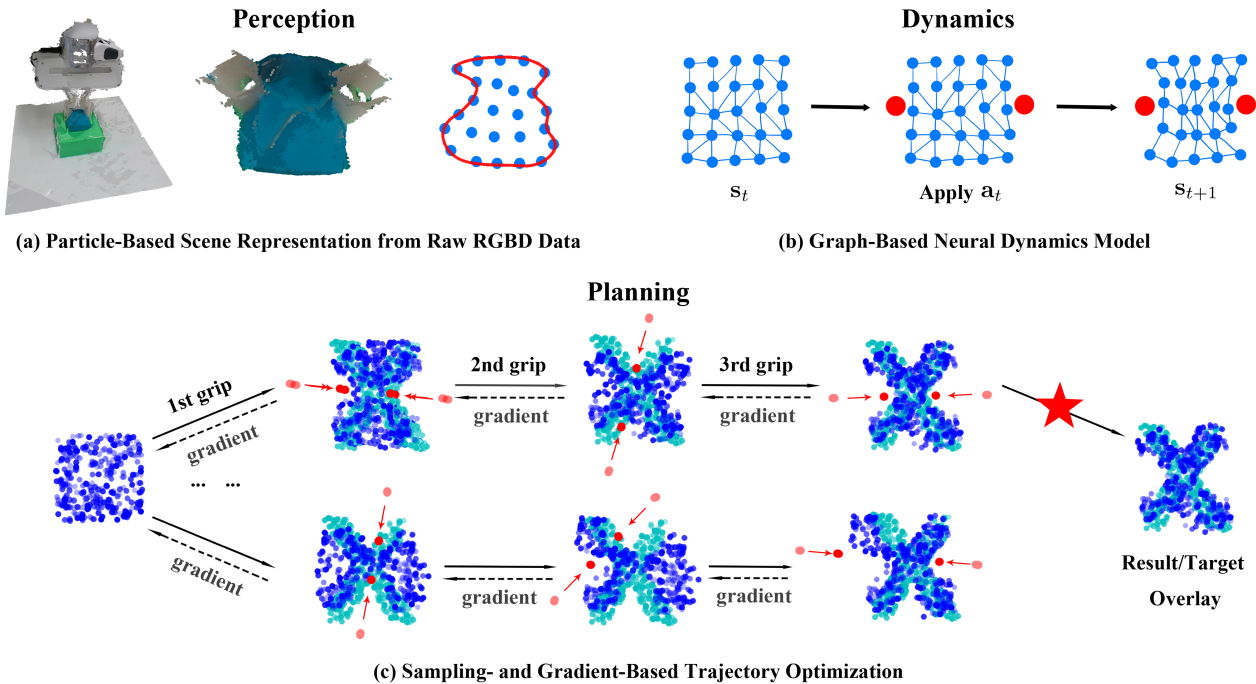 Perception
Dynamics
s_t
Apply a_t
s_{t+1}
(a) Particle-Based Scene Representation from Raw RGBD Data
(b) Graph-Based Neural Dynamics Model
Planning
1st grip
gradient
2nd grip
gradient
3rd grip
gradient
... ...
gradient
gradient
gradient
Result/Target
Overlay
(c) Sampling- and Gradient-Based Trajectory Optimization